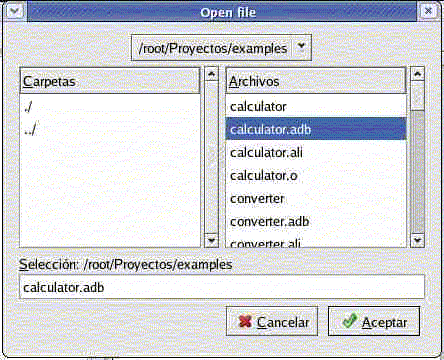 Open file
/root/Proyectos/examples
Carpetas
./
../
Archivos
calculator
calculator.adb
calculator.ali
calculator.o
converter
converter.adb
converter.ali
Selección: /root/Proyectos/examples
calculator.adb
Cancelar
Aceptar